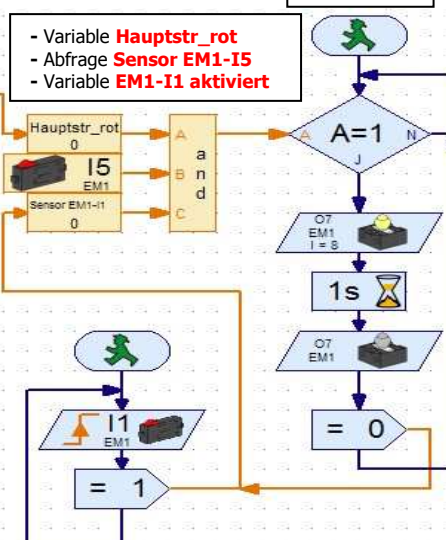 - Variable Hauptstr_rot
- Abfrage Sensor EM1-I5
- Variable EM1-I1 aktiviert
Hauptstr_rot
0
A
I5
EM1
B
Sensor EM1-I1
0
C
a
n
d
A
A=1
N
J
O7
EM1
I = 8
1s
O7
EM1
= 0
I1
EM1
= 1